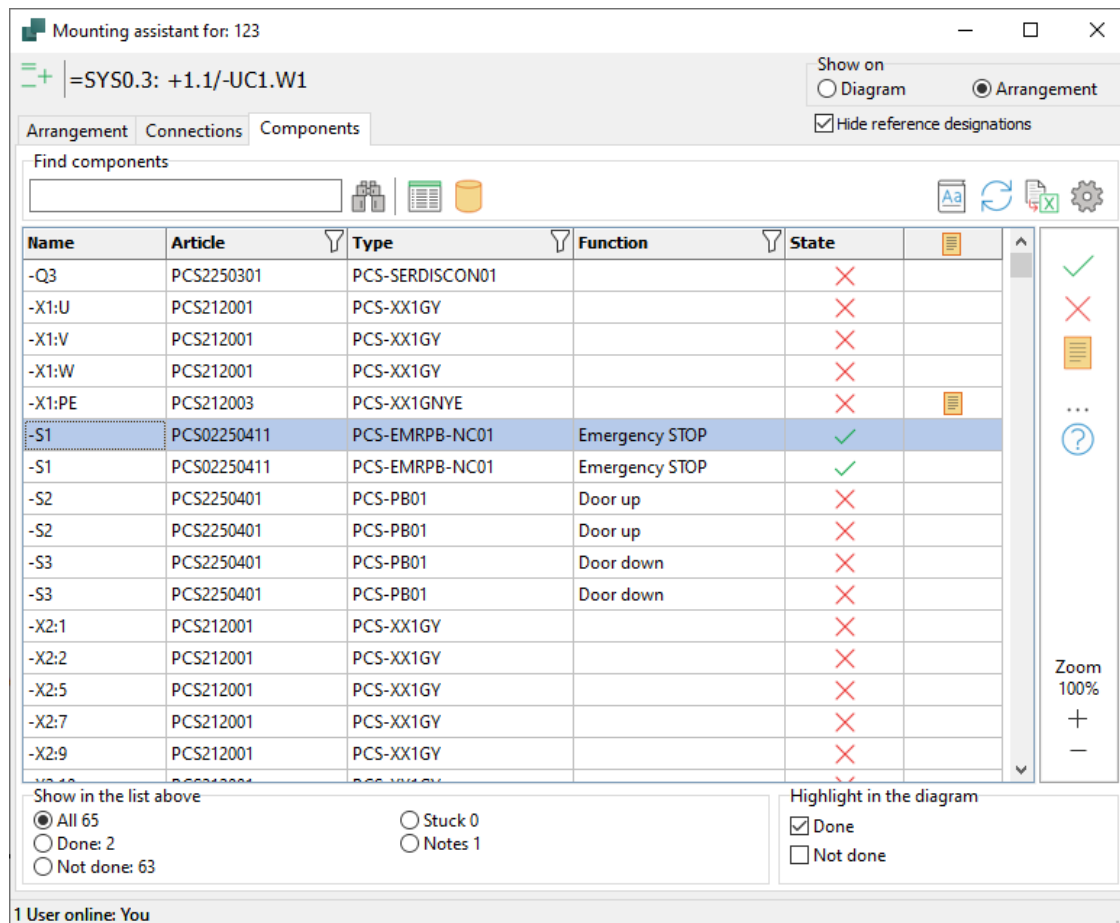 Mounting assistant for: 123
=SYS0.3: +1.1/-UC1.W1
Show on
Diagram Arrangement
Hide reference designations
Arrangement Connections Components
Find components
Aa X
Name Article Type Function State
-Q3 PCS2250301 PCS-SERDISCON01
-X1:U PCS212001 PCS-XX1GY
-X1:V PCS212001 PCS-XX1GY
-X1:W PCS212001 PCS-XX1GY
-X1:PE PCS212003 PCS-XX1GNYE
...
-S1 PCS02250411 PCS-EMRPB-NC01 Emergency STOP
?
-S1 PCS02250411 PCS-EMRPB-NC01 Emergency STOP
-S2 PCS2250401 PCS-PB01 Door up
-S2 PCS2250401 PCS-PB01 Door up
-S3 PCS2250401 PCS-PB01 Door down
-S3 PCS2250401 PCS-PB01 Door down
-X2:1 PCS212001 PCS-XX1GY
-X2:2 PCS212001 PCS-XX1GY
Zoom
-X2:5 PCS212001 PCS-XX1GY
100%
-X2:7 PCS212001 PCS-XX1GY
+
-X2:9 PCS212001 PCS-XX1GY
−
Show in the list above
All 65
Done: 2
Not done: 63
Stuck 0
Notes 1
Highlight in the diagram
Done
Not done
1 User online: You